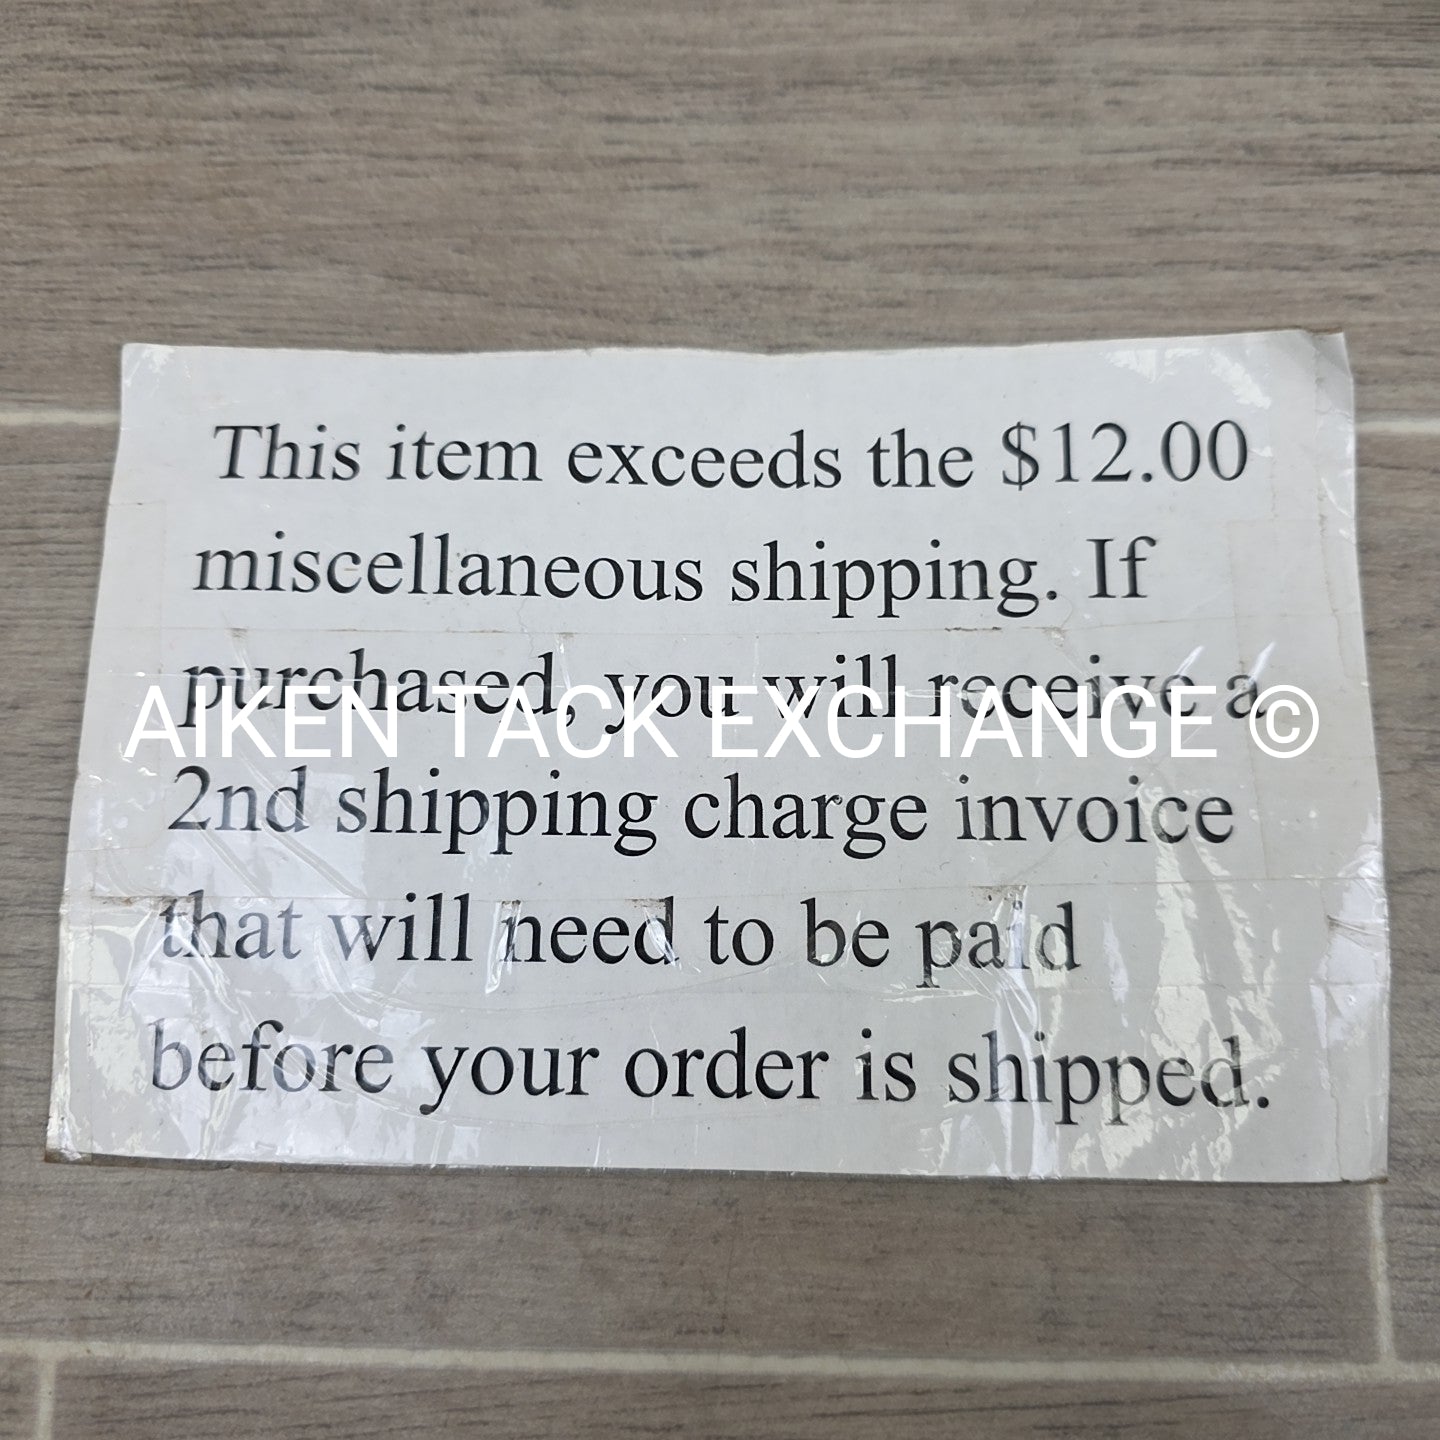 This item exceeds the $12.00
miscellaneous shipping. If
purchased, you will receive a
AIKEN TACK EXCHANGE ©
2nd shipping charge invoice
that will need to be paid
before your order is shipped.